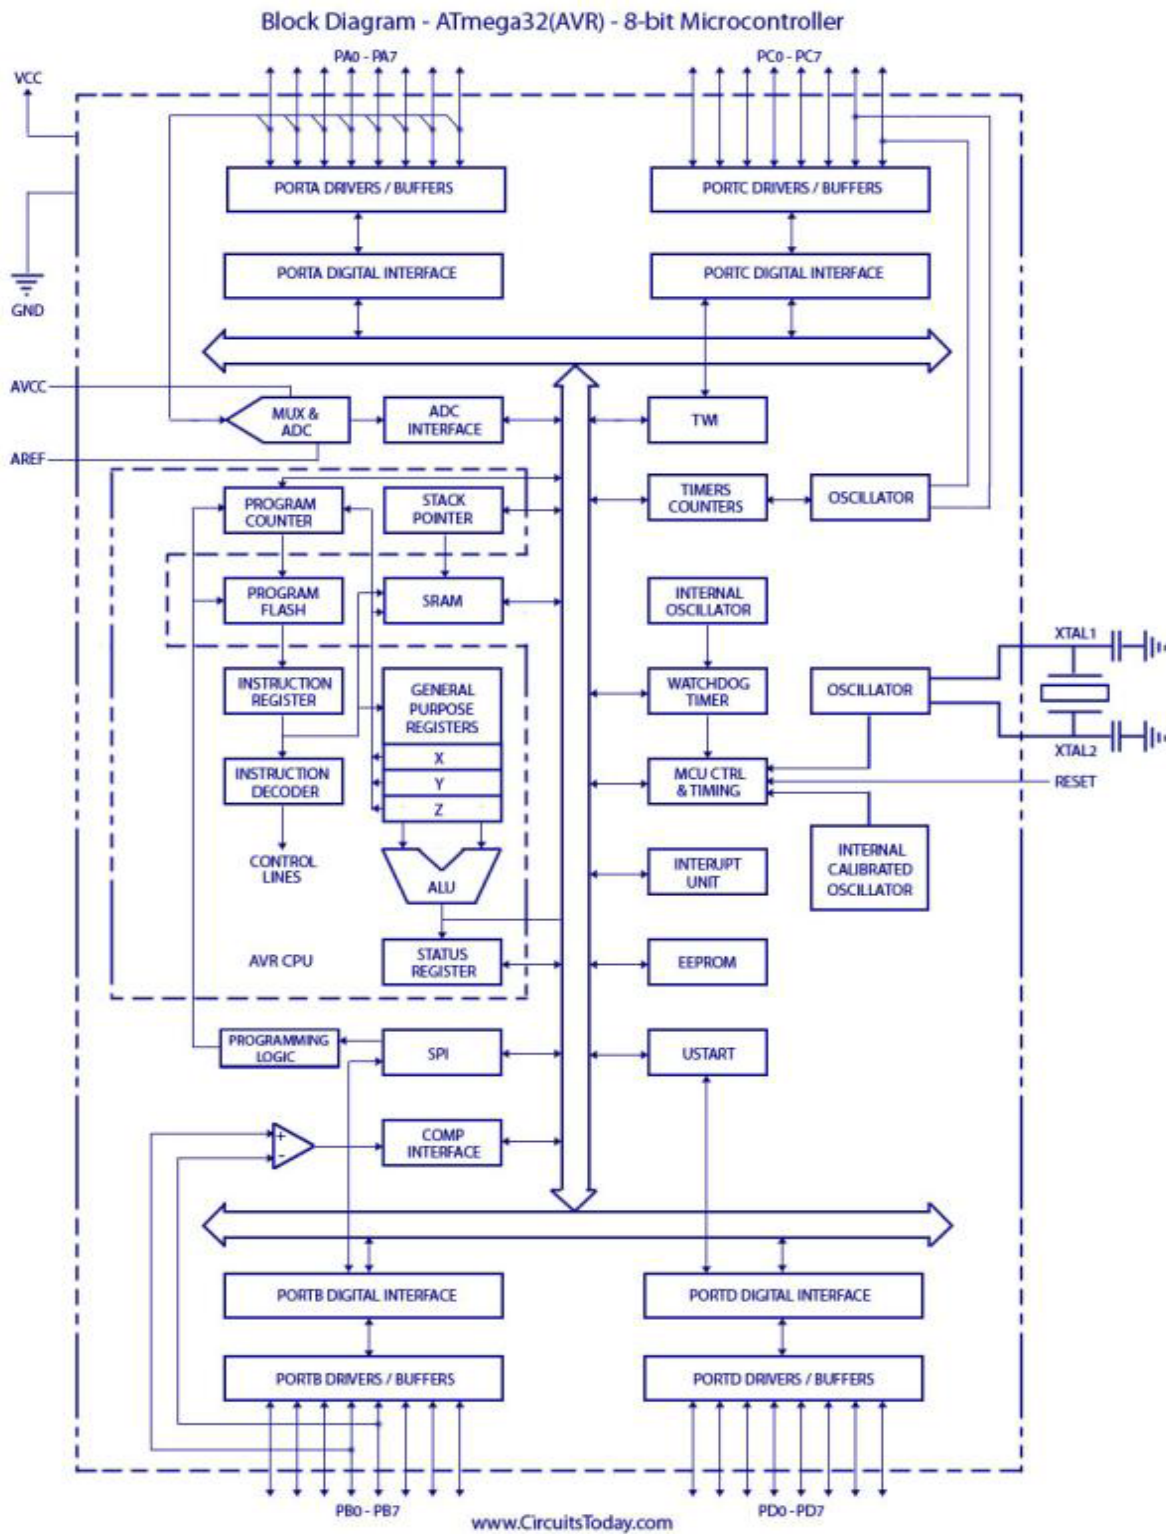 Block Diagram - ATmega32(AVR) - 8-bit Microcontroller
PA0 - PA7
PC0 - PC7
VCC
PORTA DRIVERS / BUFFERS
PORTC DRIVERS / BUFFERS
PORTA DIGITAL INTERFACE
PORTC DIGITAL INTERFACE
GND
AVCC
MUX &
ADC
ADC
INTERFACE
TWI
AREF
PROGRAM
COUNTER
STACK
POINTER
TIMERS
COUNTERS
OSCILLATOR
PROGRAM
FLASH
SRAM
INTERNAL
OSCILLATOR
XTAL1
INSTRUCTION
REGISTER
GENERAL
PURPOSE
REGISTERS
WATCHDOG
TIMER
OSCILLATOR
XTAL2
X
Y
Z
INSTRUCTION
DECODER
MCU CTRL
& TIMING
RESET
CONTROL
LINES
ALU
INTERUPT
UNIT
INTERNAL
CALIBRATED
OSCILLATOR
AVR CPU
STATUS
REGISTER
EEPROM
PROGRAMMING
LOGIC
SPI
USTART
+
-
COMP
INTERFACE
PORTB DIGITAL INTERFACE
PORTD DIGITAL INTERFACE
PORTB DRIVERS / BUFFERS
PORTD DRIVERS / BUFFERS
PB0 - PB7
PD0 - PD7
www.CircuitsToday.com